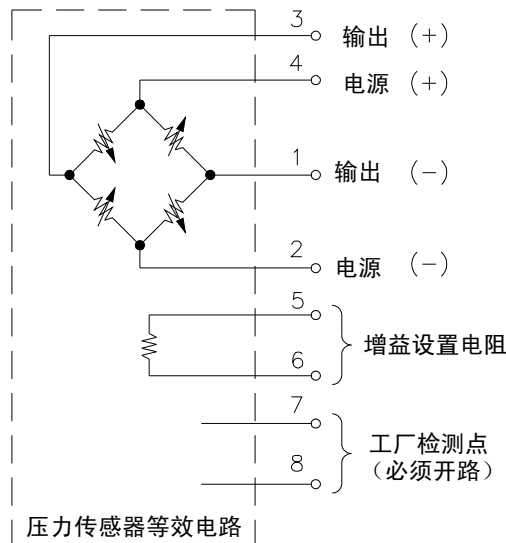 3 输出 (+)
4 电源 (+)
1 输出 (-)
2 电源 (-)
5
增益设置电阻
6
7
工厂检测点
(必须开路)
8
压力传感器等效电路